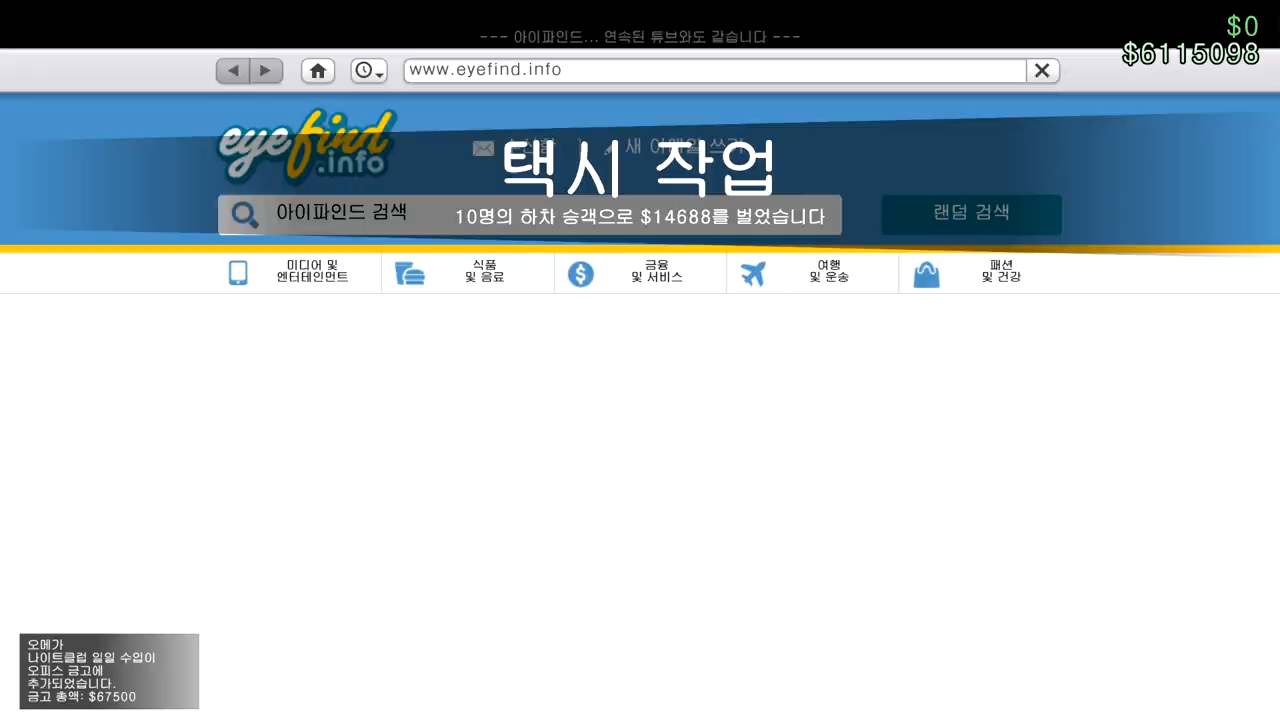 --- 아이파인드... 연속된 튜브와도 같습니다 ---
$0
$6115098
www.eyefind.info
eyefind
.info
새 이메일 쓰기
택시 작업
아이파인드 검색
10명의 하차 승객으로 $14688를 벌었습니다
랜덤 검색
미디어 및
엔터테인먼트
식품
및 음료
금융
및 서비스
여행
및 운송
패션
및 건강
오메가
나이트클럽 일일 수입이
오피스 금고에
추가되었습니다.
금고 총액: $67500